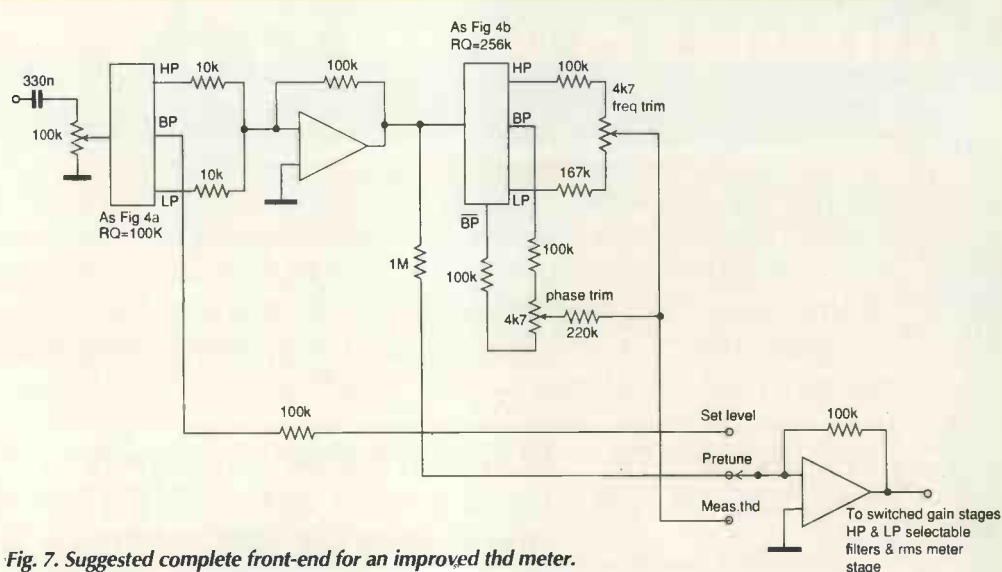 330n
100k
As Fig 4a
RQ=100K
HP
BP
LP
10k
10k
100k
1M
As Fig 4b
RQ=256k
HP
BP
LP
BP
100k
4k7
freq trim
167k
100k
100k
phase trim
4k7
220k
100k
Set level
Pretune
Meas.thd
100k
To switched gain stages
HP & LP selectable
filters & rms meter
stage
Fig. 7. Suggested complete front-end for an improved thd meter.